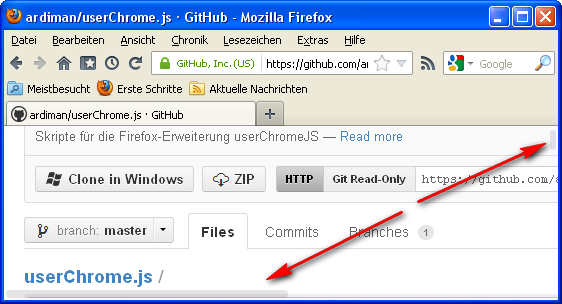 ardiman/userChrome.js · GitHub - Mozilla Firefox
Datei Bearbeiten Ansicht Chronik Lesezeichen Extras Hilfe
GitHub, Inc. (US) https://github.com/ar Google
Meistbesucht Erste Schritte Aktuelle Nachrichten
ardiman/userChrome.js · GitHub
Skripte für die Firefox-Erweiterung userChromeJS — Read more
Clone in Windows ZIP HTTP Git Read-Only https://github.com/a
branch: master Files Commits Branches 1
userChrome.js /